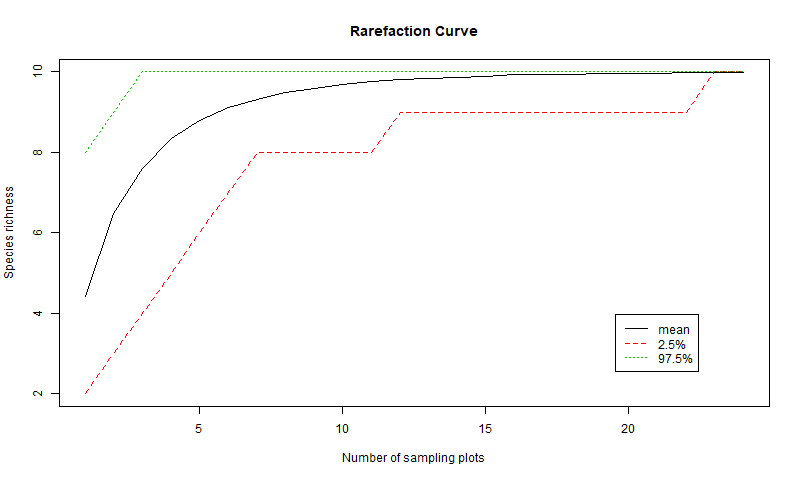 Rarefaction Curve
Species richness
10
8
6
4
2
5 10 15 20
Number of sampling plots
mean
2.5%
97.5%